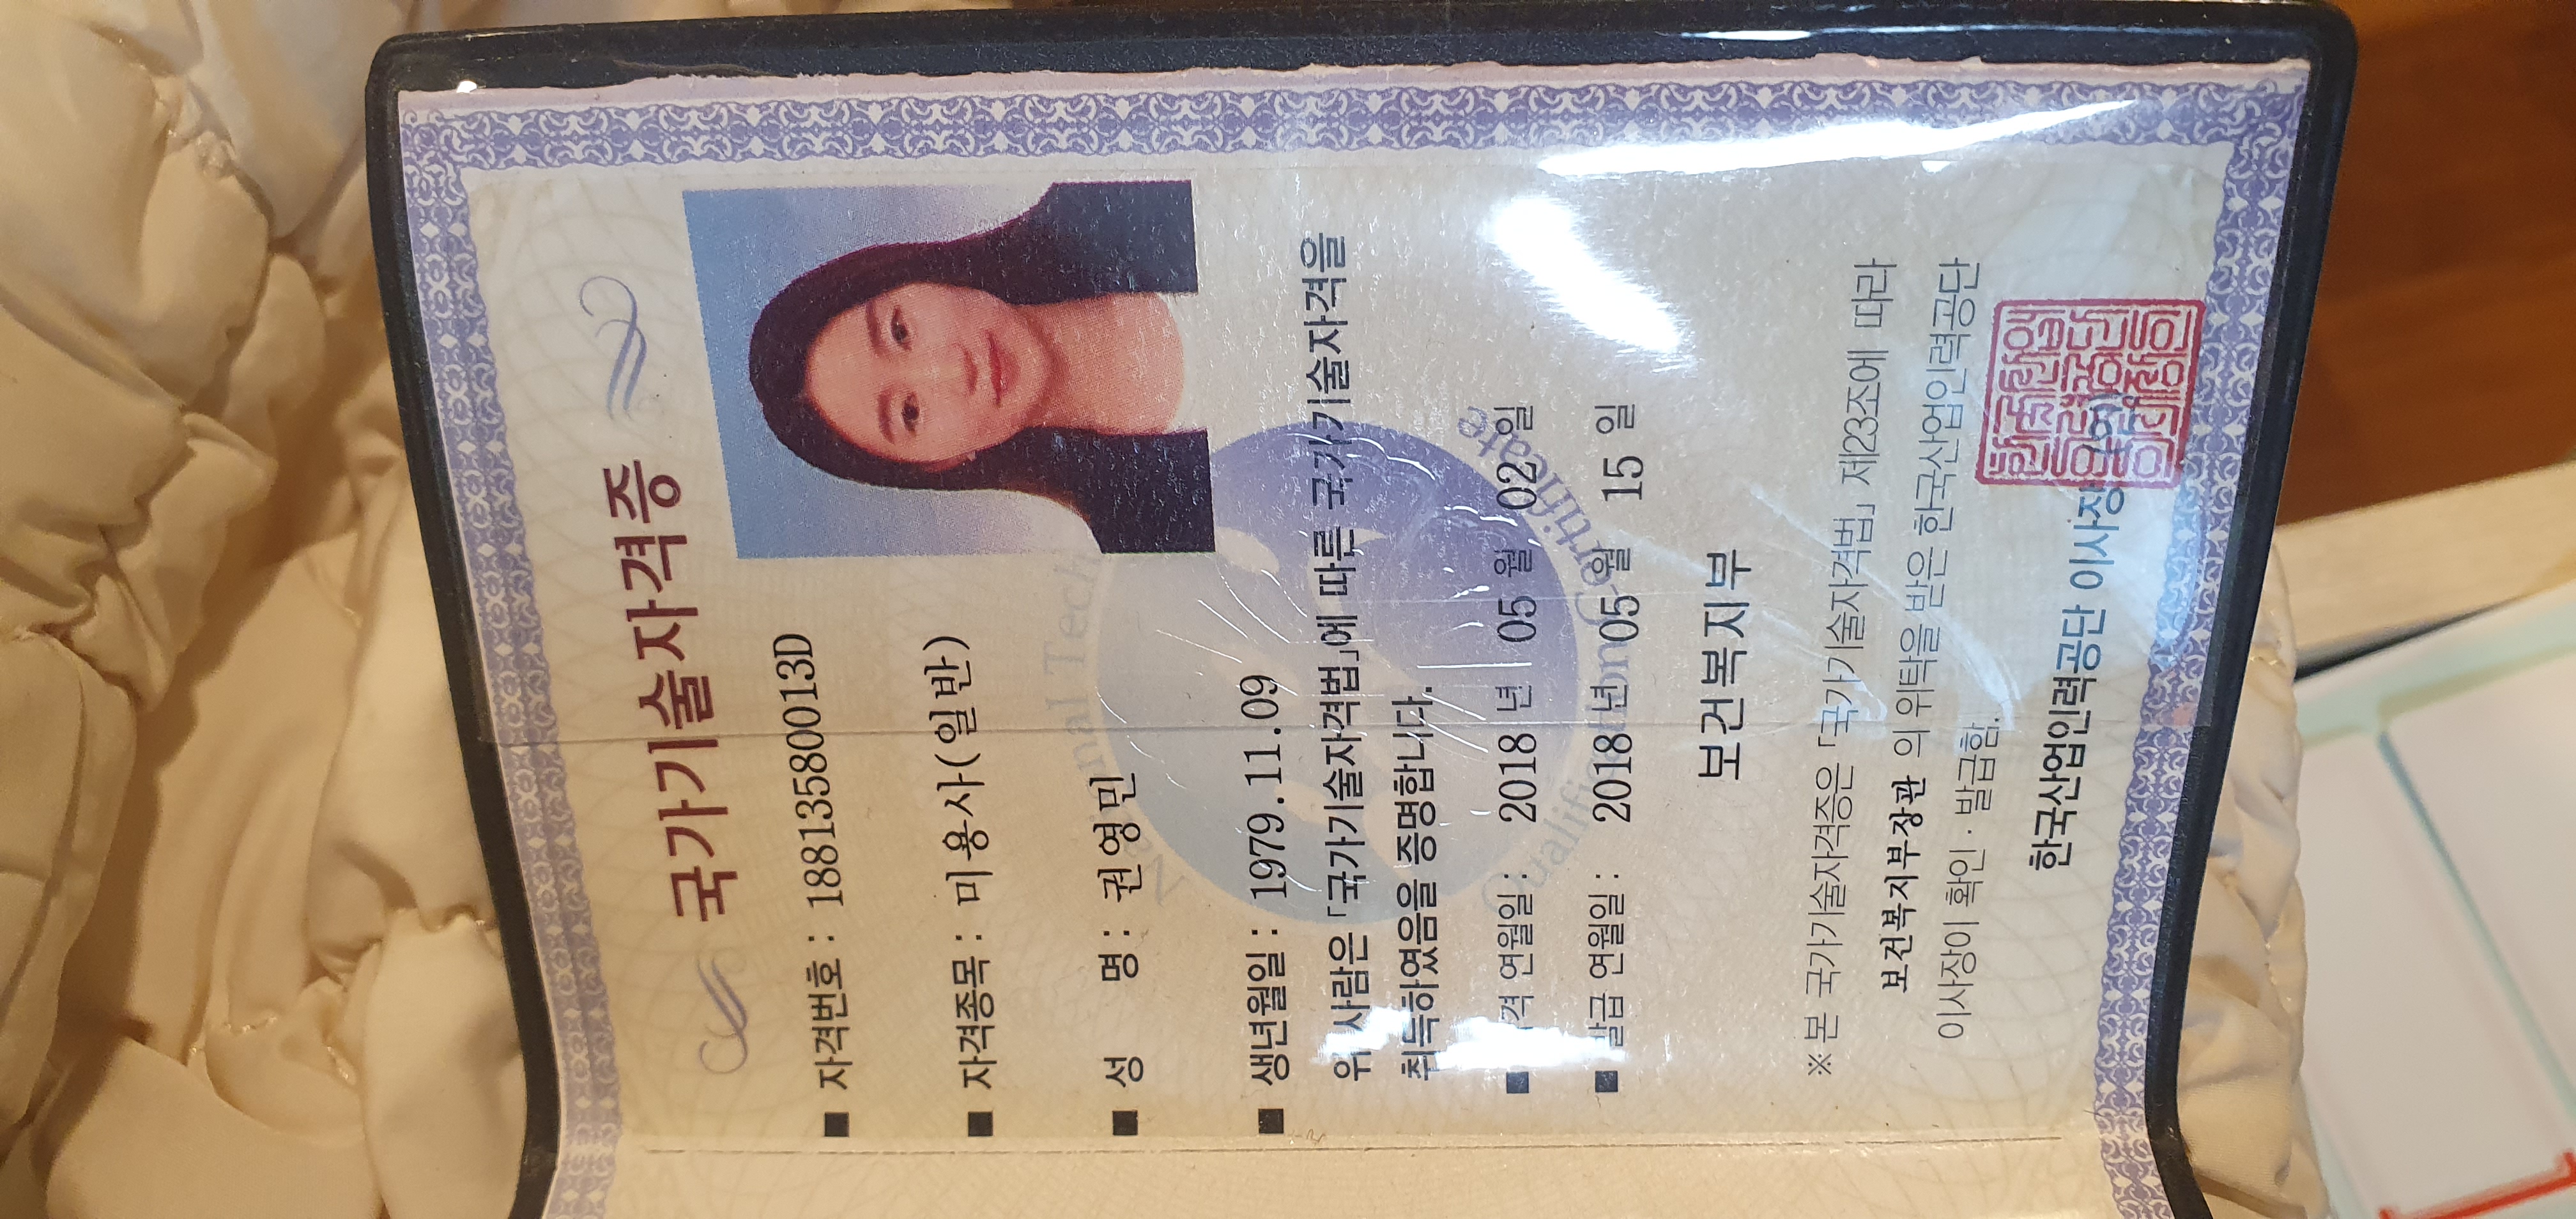 국가기술자격증
■ 자격번호 : 18813580013D
■ 자격종목 : 미용사(일반)
■ 성 명 : 권영민
■ 생년월일 : 1979.11.09
위 사람은 「국가기술자격법」에 따른 국가기술자격을
취득하였음을 증명합니다.
■ 격 연월일 : 2018 년 05 월 02 일
■ 발급 연월일 : 2018 년 05 월 15 일
보건복지부
※ 본 국가기술자격증은 「국가기술자격법」 제23조에 따라
보건복지부장관 의 위탁을 받은 한국산업인력공단
이사장이 확인 · 발급함.
한국산업인력공단 이사장